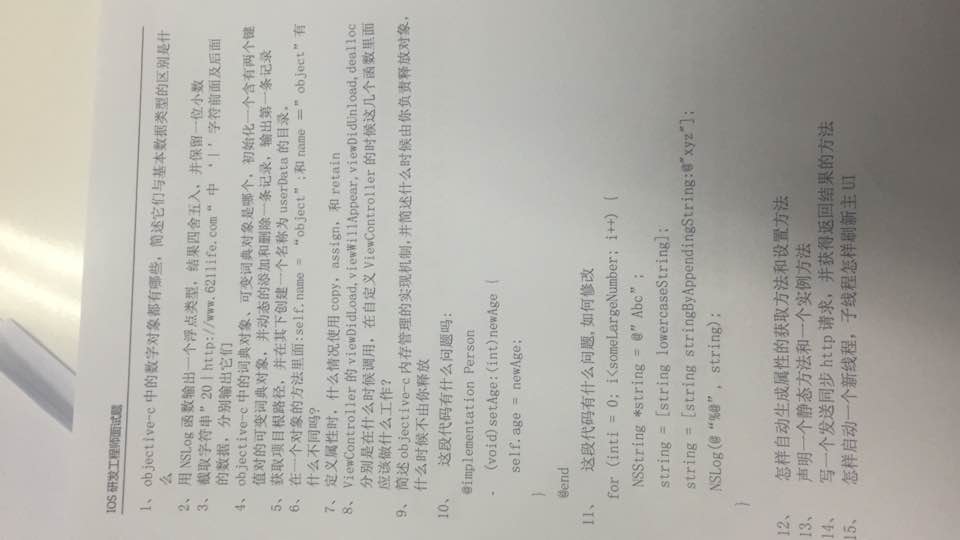 IOS 研发工程师面试题
1、 objective-c 中的数字对象都有哪些，简述它们与基本数据类型的区别是什
么
2、 用 NSLog 函数输出一个浮点类型，结果四舍五入，并保留一位小数
3、 截取字符串”20 | http://www.621life.com“ 中 ‘|’字符前面及后面
的数据，分别输出它们
4、 objective-c 中的词典对象、可变词典对象是哪个，初始化一个含有两个键
值对的可变词典对象，并动态的添加和删除一条记录，输出第一条记录
5、 获取项目根路径，并在其下创建一个名称为 userData 的目录。
6、 在一个对象的方法里面:self.name = “object”;和 name =”object”有
什么不同吗?
7、 定义属性时，什么情况使用 copy，assign，和 retain
8、 ViewController 的 viewDidLoad,viewWillAppear,viewDidUnload,dealloc
分别是在什么时候调用，在自定义 ViewController 的时候这几个函数里面
应该做什么工作?
9、 简述 objective-c 内存管理的实现机制,并简述什么时候由你负责释放对象，
什么时候不由你释放
10、 这段代码有什么问题吗:
@implementation Person
- (void)setAge:(int)newAge {
self.age = newAge;
}
@end
11、 这段代码有什么问题,如何修改
for (inti = 0; i<someLargeNumber; i++) {
NSString *string = @”Abc”;
string = [string lowercaseString];
string = [string stringByAppendingString:@"xyz"];
NSLog(@“%@”, string);
}
12、 怎样自动生成属性的获取方法和设置方法
13、 声明一个静态方法和一个实例方法
14、 写一个发送同步 http 请求，并获得返回结果的方法
15、 怎样启动一个新线程，子线程怎样刷新主 UI